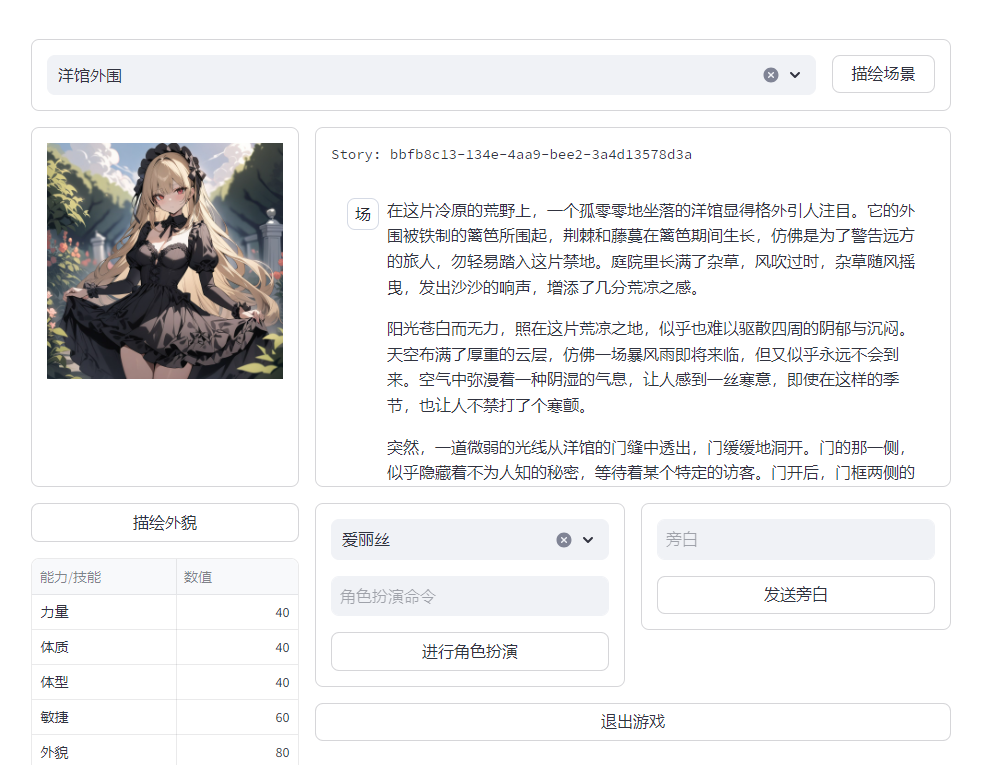 洋馆外围
描绘场景
Story: bbfb8c13-134e-4aa9-bee2-3a4d13578d3a
场
在这片冷原的荒野上，一个孤零零地坐落的洋馆显得格外引人注目。它的外
围被铁制的篱笆所围起，荆棘和藤蔓在篱笆期间生长，仿佛是为了警告远方
的旅人，勿轻易踏入这片禁地。庭院里长满了杂草，风吹过时，杂草随风摇
曳，发出沙沙的响声，增添了几分荒凉之感。
阳光苍白而无力，照在这片荒凉之地，似乎也难以驱散四周的阴郁与沉闷。
天空布满了厚重的云层，仿佛一场暴风雨即将来临，但又似乎永远不会到
来。空气中弥漫着一种阴湿的气息，让人感到一丝寒意，即使在这样的季
节，也让人不禁打了个寒颤。
突然，一道微弱的光线从洋馆的门缝中透出，门缓缓地洞开。门的那一侧，
似乎隐藏着不为人知的秘密，等待着某个特定的访客。门开后，门框两侧的
描绘外貌
能力/技能 数值
力量 40
体质 40
体型 40
敏捷 60
外貌 80
爱丽丝
角色扮演命令
进行角色扮演
旁白
发送旁白
退出游戏